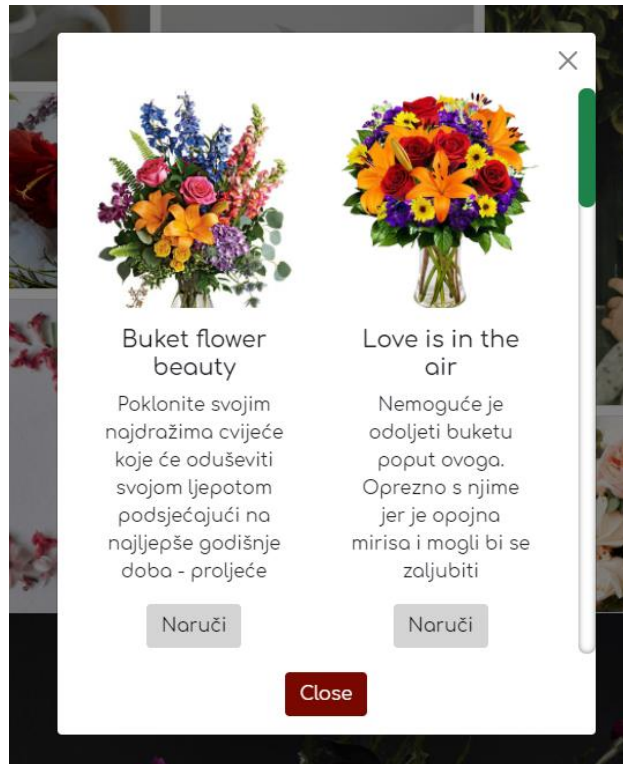 Buket flower
beauty
Poklonite svojim
najdražima cvijeće
koje će oduševiti
svojom ljepotom
podsjećajući na
najljepše godišnje
doba - proljeće
Naruči
Love is in the
air
Nemoguće je
odoljeti buketu
poput ovoga.
Oprezno s njime
jer je opojna
mirisa i mogli bi se
zaljubiti
Naruči
Close